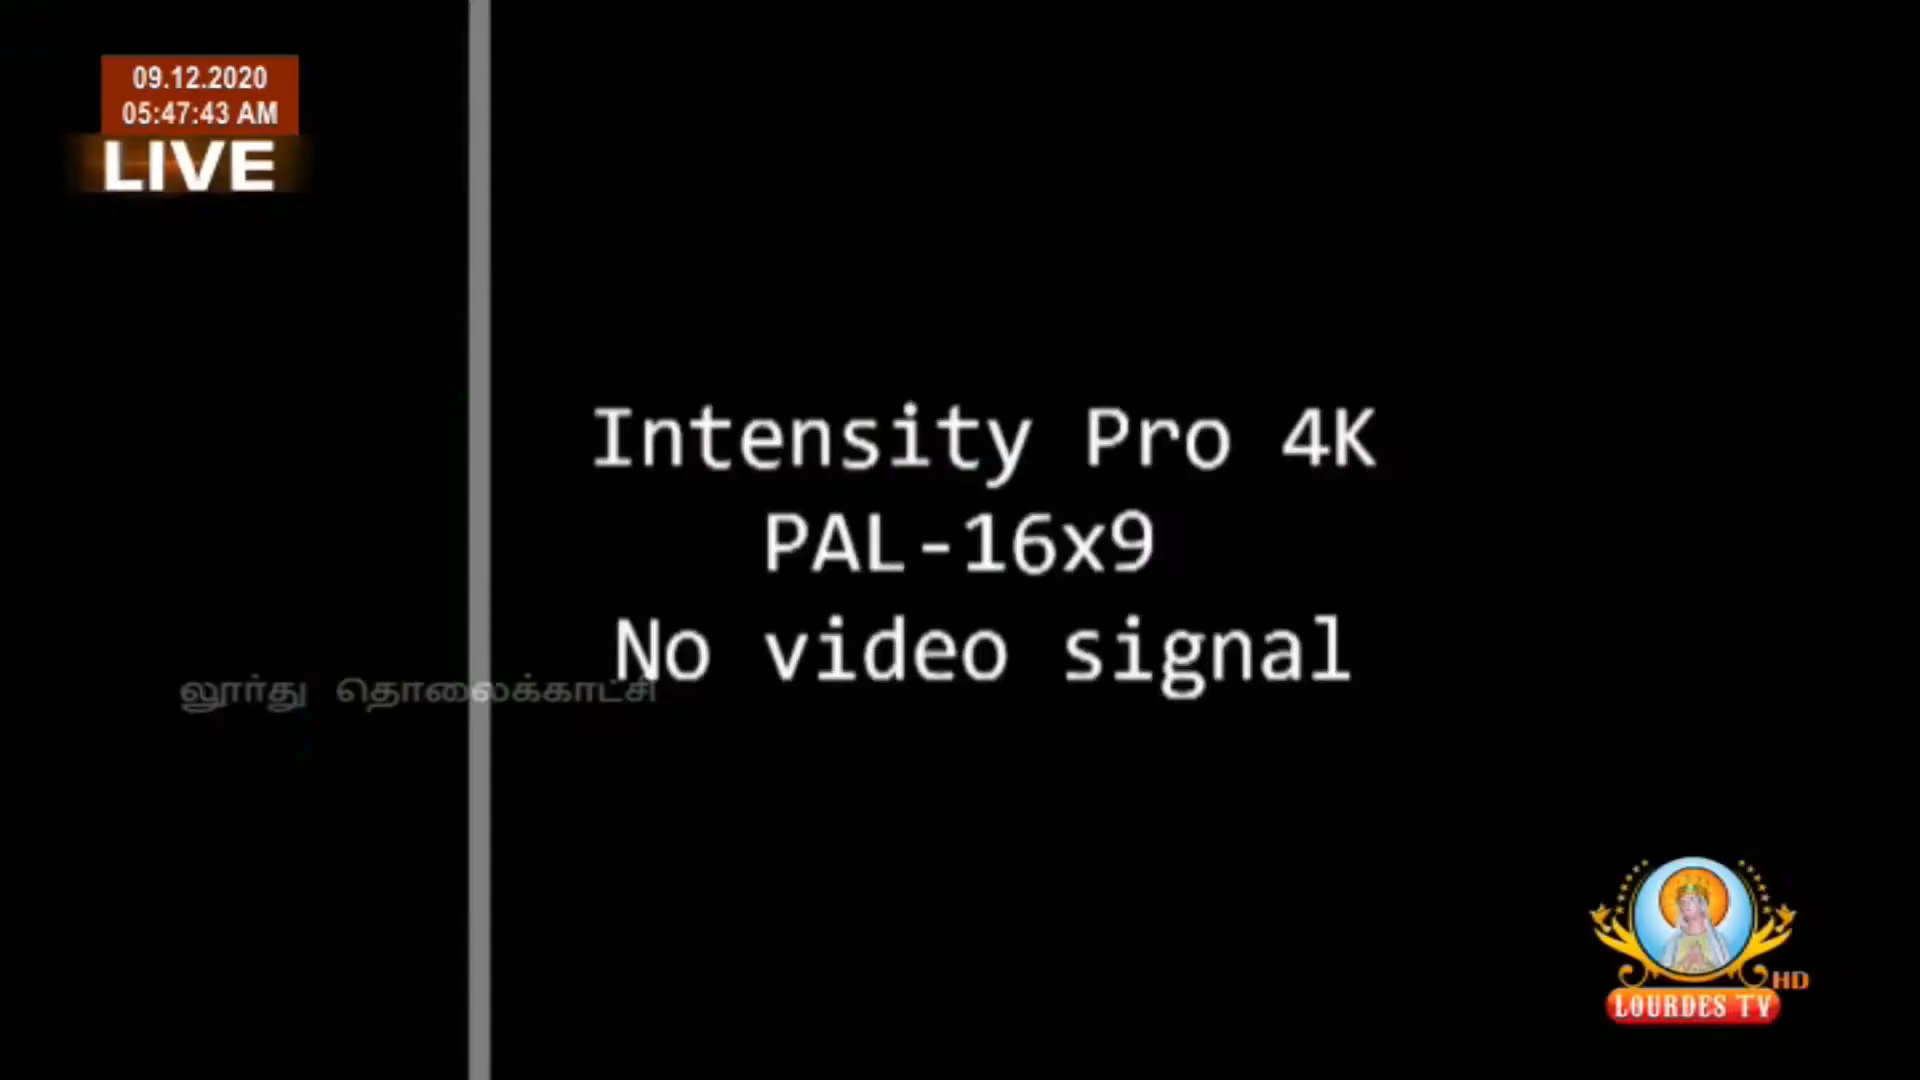 09.12.2020
05:47:43 AM
LIVE
Intensity Pro 4K
PAL-16x9
No video signal
லூர்து தொலைக்காட்சி
HD
LOURDES TV